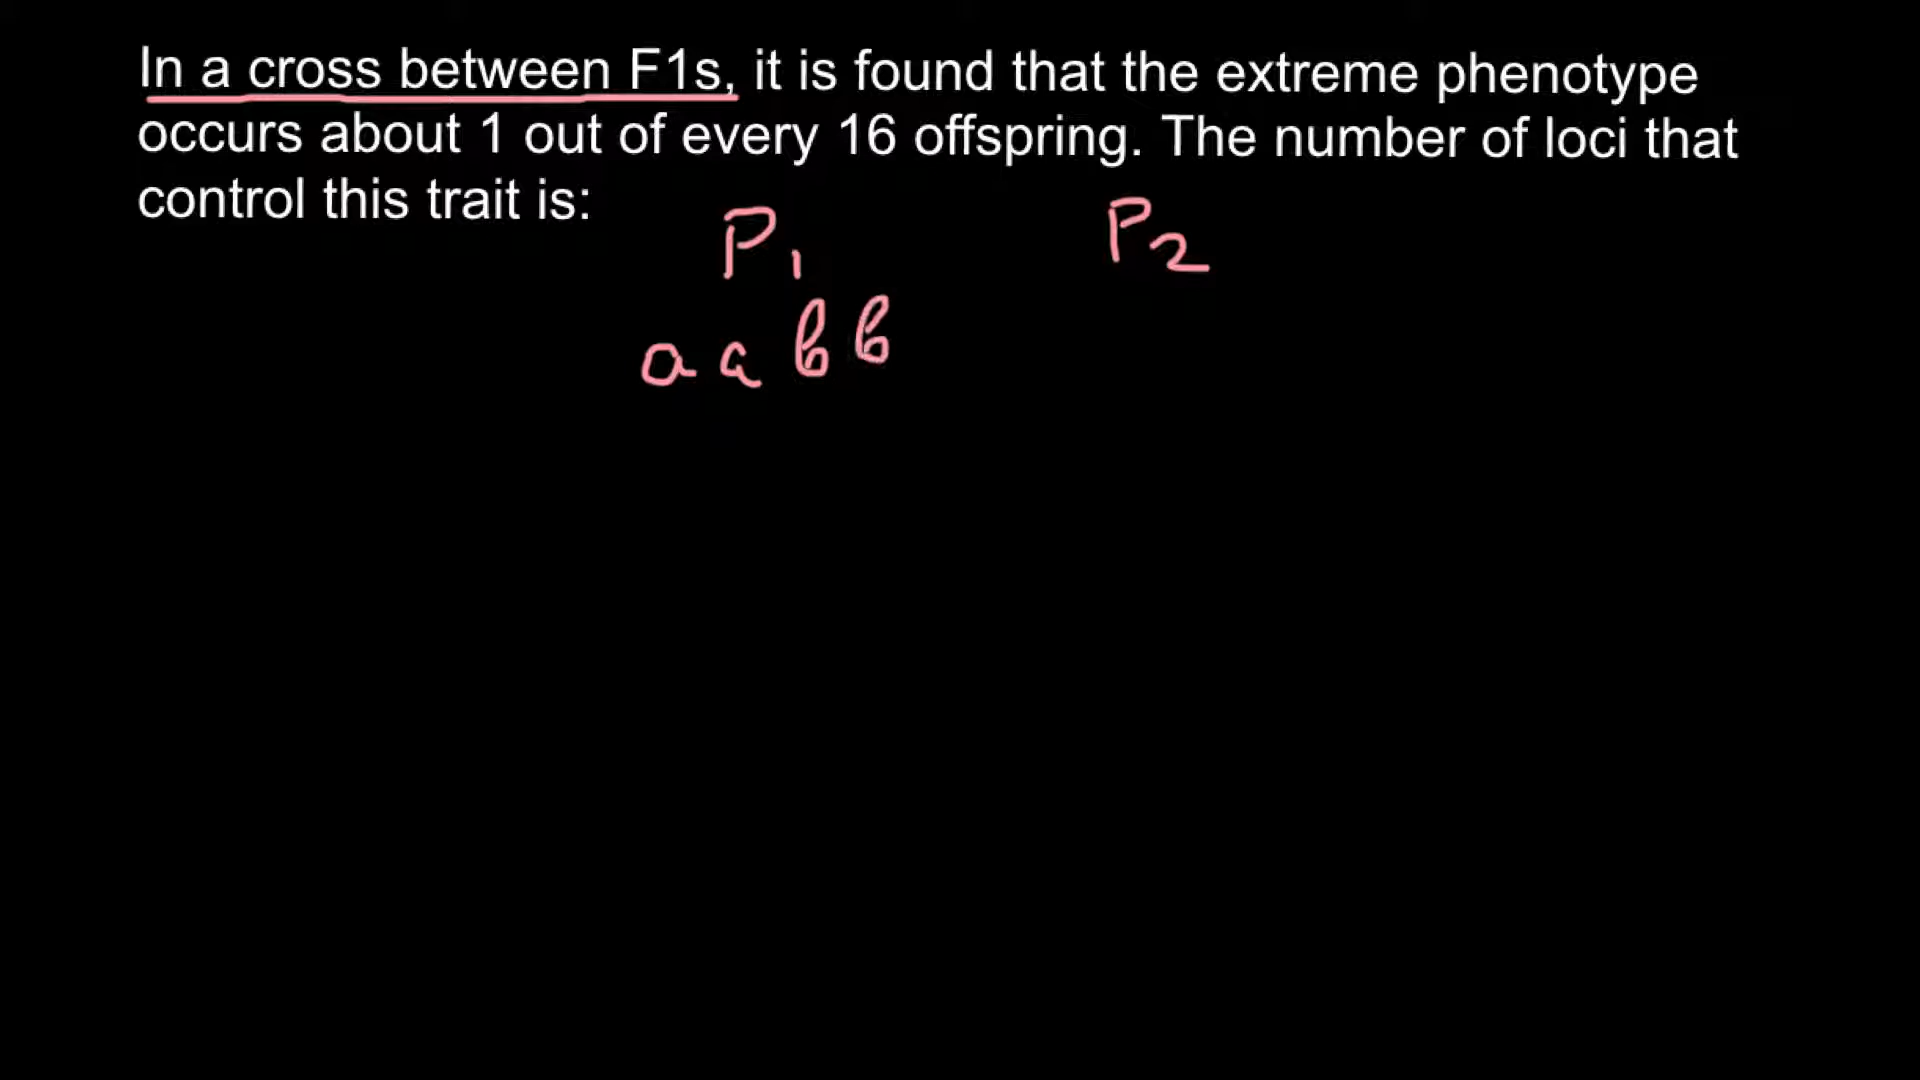 In a cross between F1s, it is found that the extreme phenotype
occurs about 1 out of every 16 offspring. The number of loci that
control this trait is:
P1 P2
a a b b